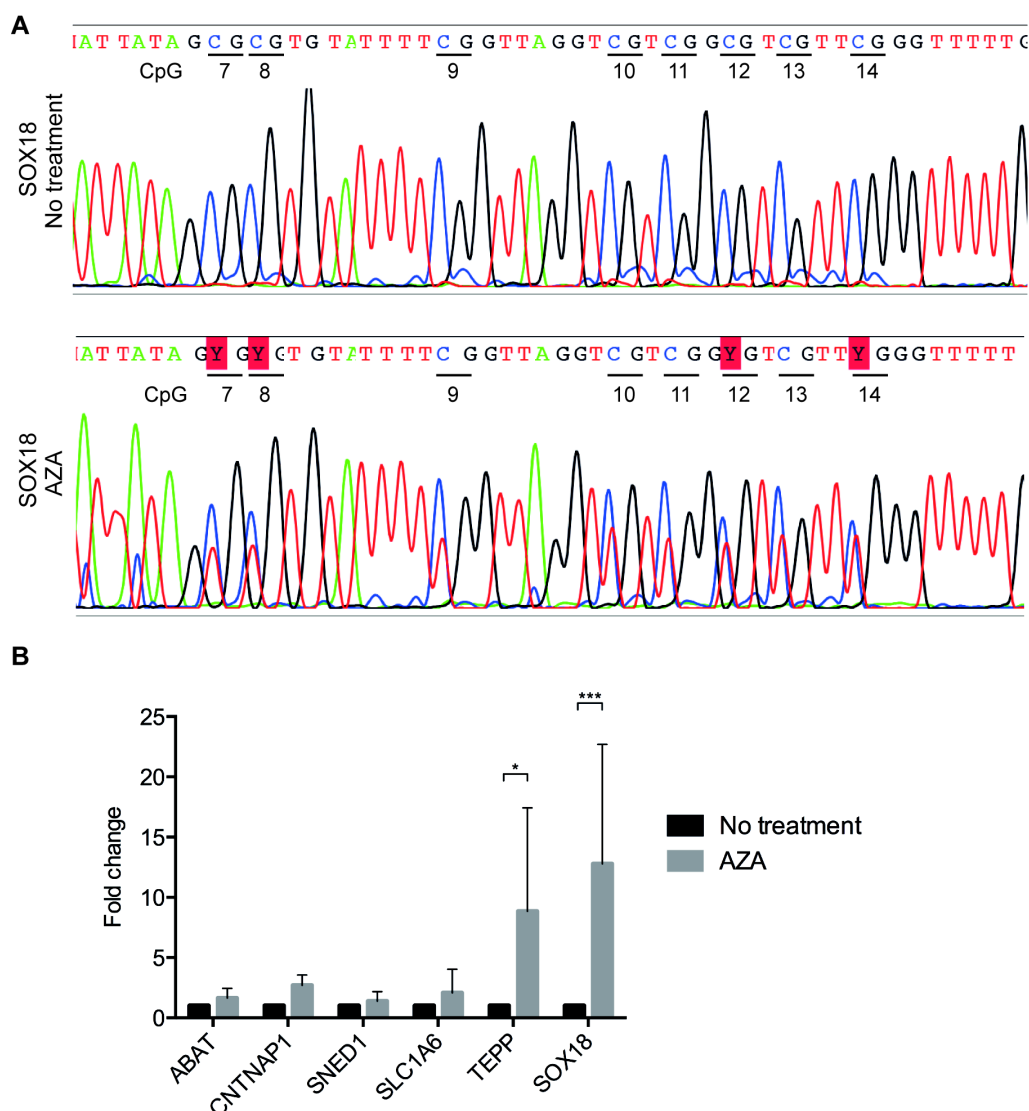 A
IATTATAGCGCGTGTATTTTCGGTTAGGTCGTCGGCGTCGTTCGGGTTTTTG
CpG 7 8 9 10 11 12 13 14
SOX18
No treatment
IATTATAGYGYGTGTATTTTCGGTTAGGTCGTCGGYGTCGTTYGGGTTTTT
CpG 7 8 9 10 11 12 13 14
SOX18
AZA
B
Fold change
25
20
15
10
5
0
* ***
No treatment
AZA
ABAT CNTNAP1 SNED1 SLC1A6 TEPP SOX18